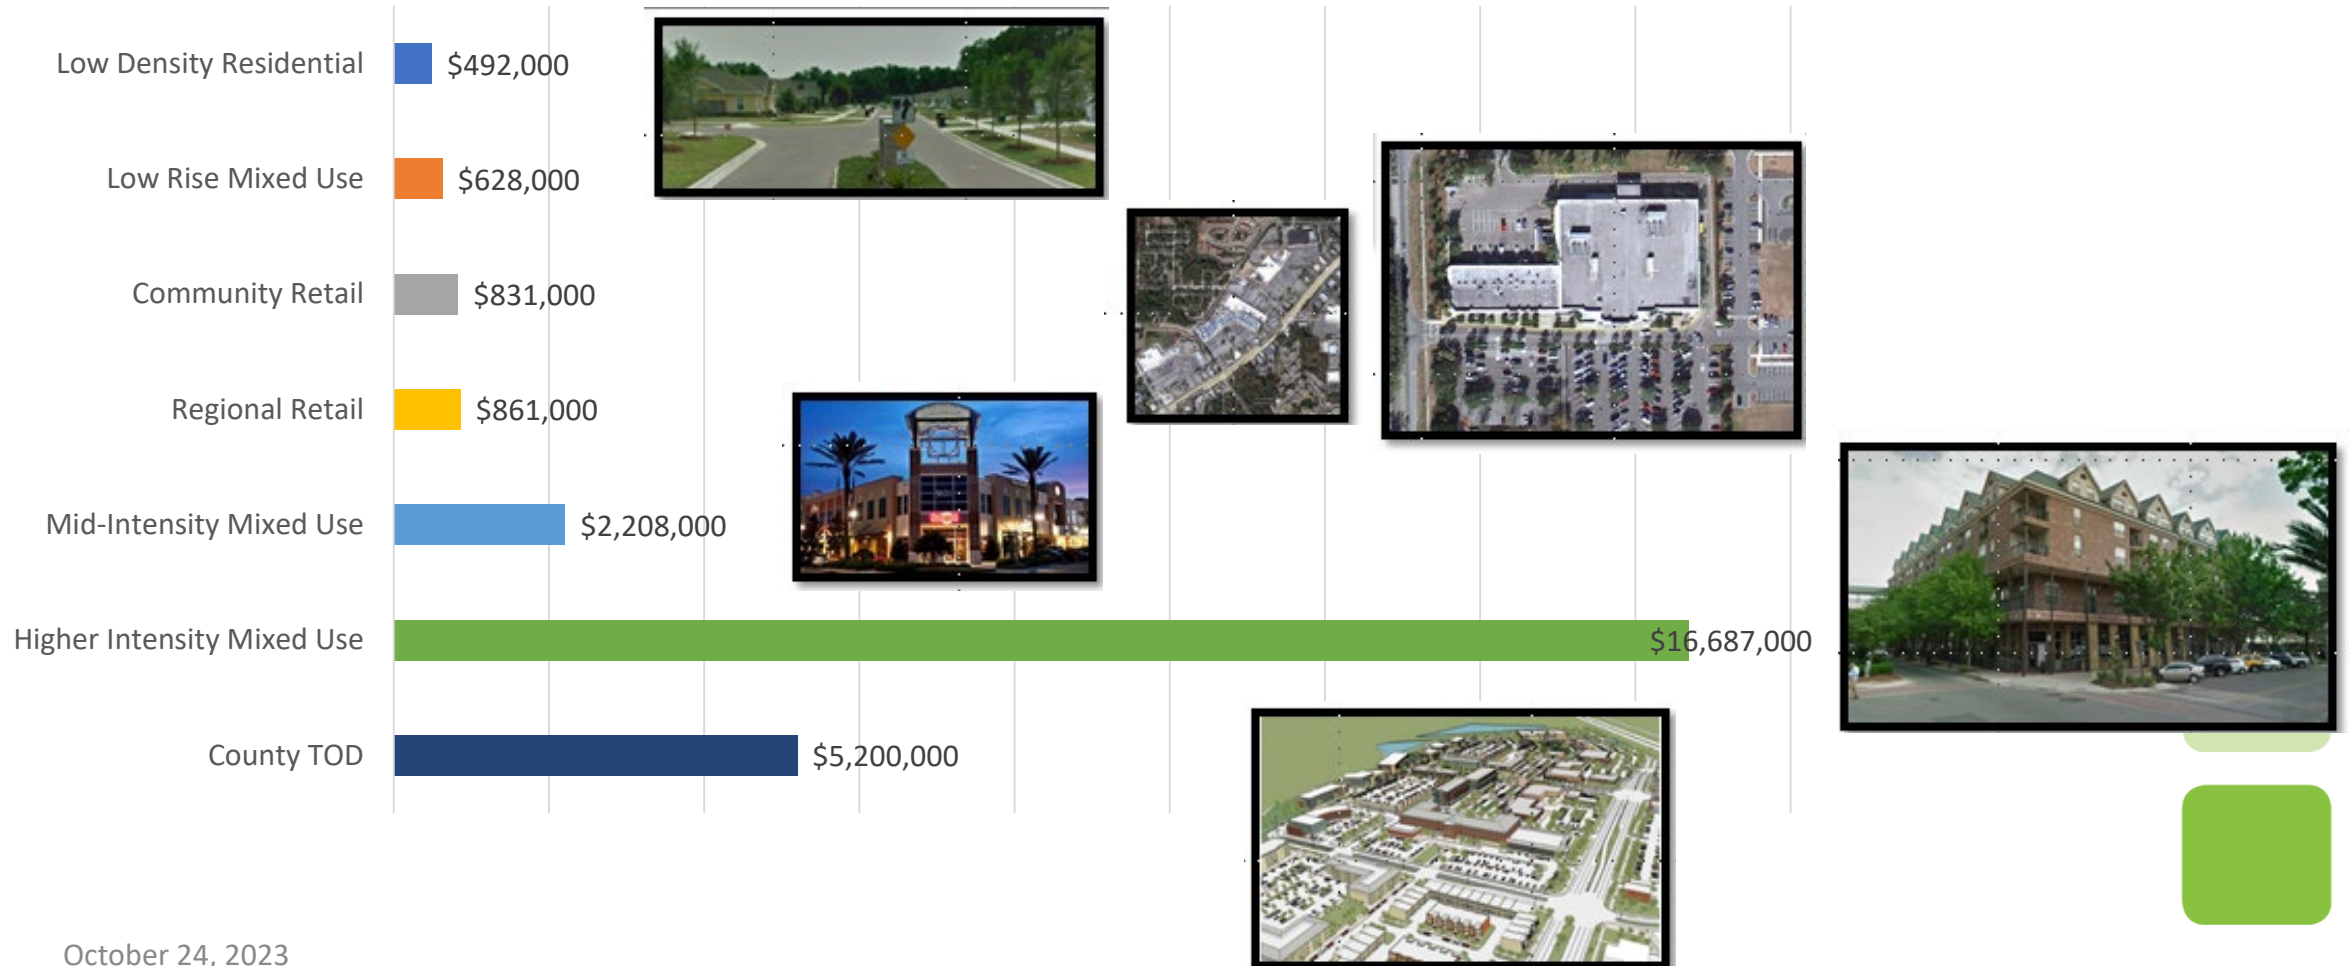 Low Density Residential $492,000
Low Rise Mixed Use $628,000
Community Retail $831,000
Regional Retail $861,000
Mid-Intensity Mixed Use $2,208,000
Higher Intensity Mixed Use $16,687,000
County TOD $5,200,000
October 24, 2023